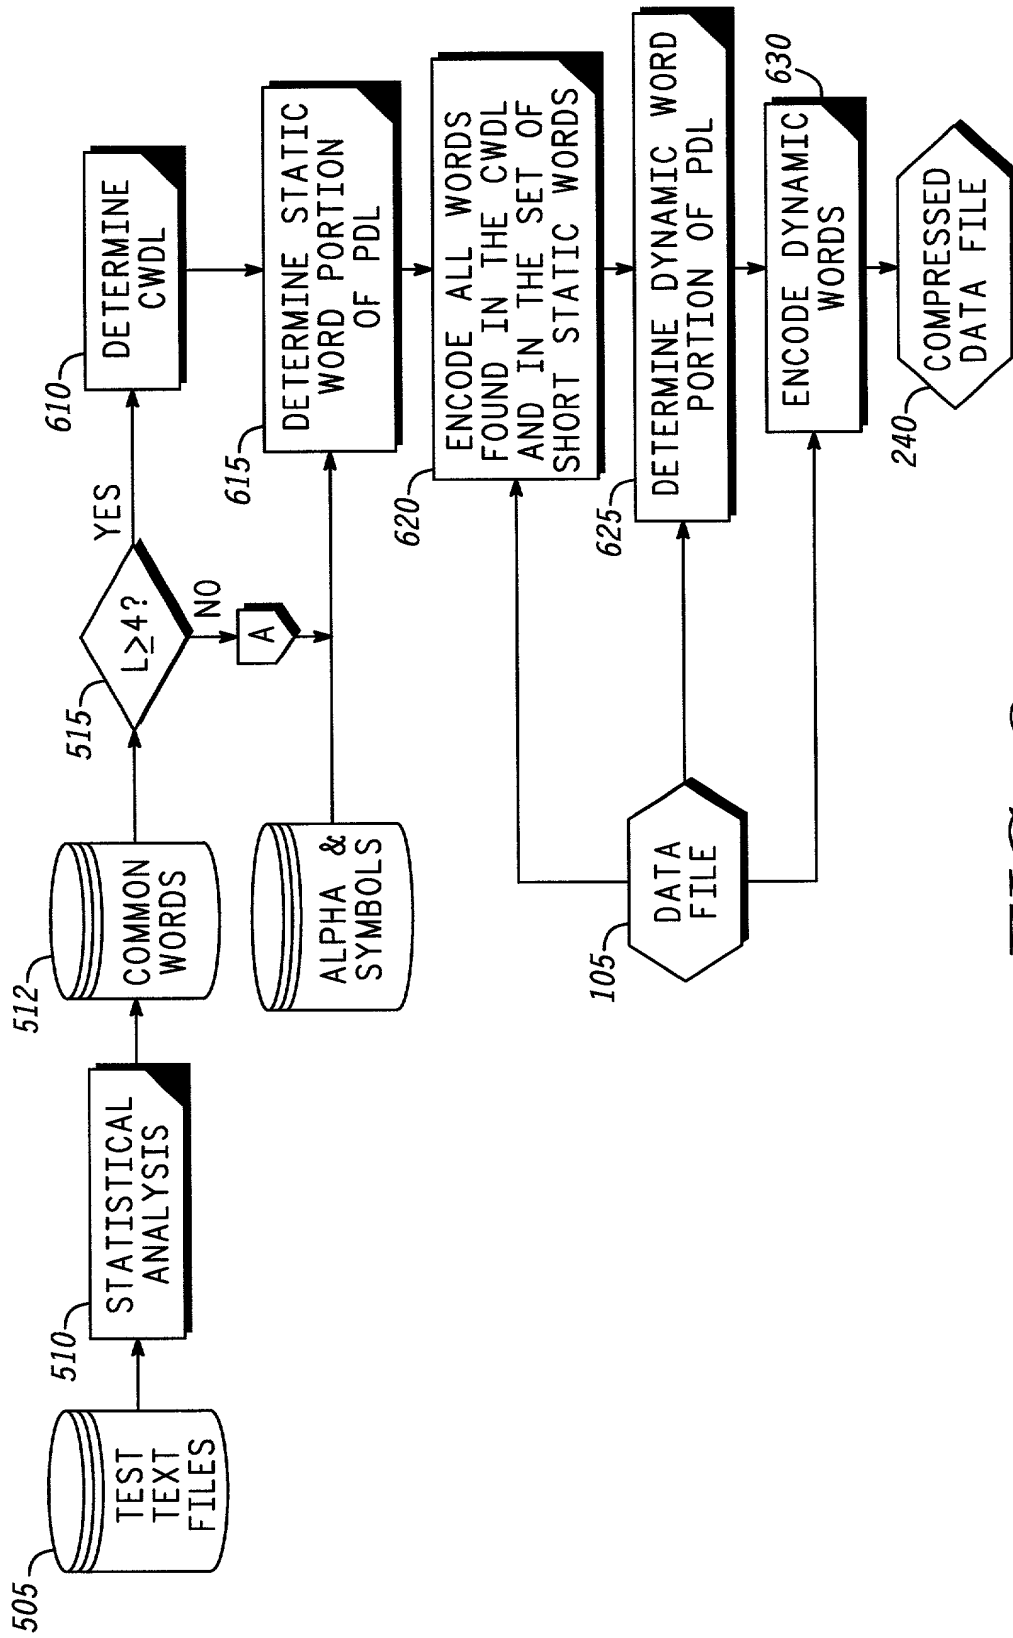 505
TEST
TEXT
FILES
510
STATISTICAL
ANALYSIS
512
COMMON
WORDS
515
L≥4?
YES
NO
A
610
DETERMINE
CWDL
ALPHA &
SYMBOLS
615
DETERMINE STATIC
WORD PORTION
OF PDL
620
ENCODE ALL WORDS
FOUND IN THE CWDL
AND IN THE SET OF
SHORT STATIC WORDS
105
DATA
FILE
625
DETERMINE DYNAMIC WORD
PORTION OF PDL
630
ENCODE DYNAMIC
WORDS
240
COMPRESSED
DATA FILE